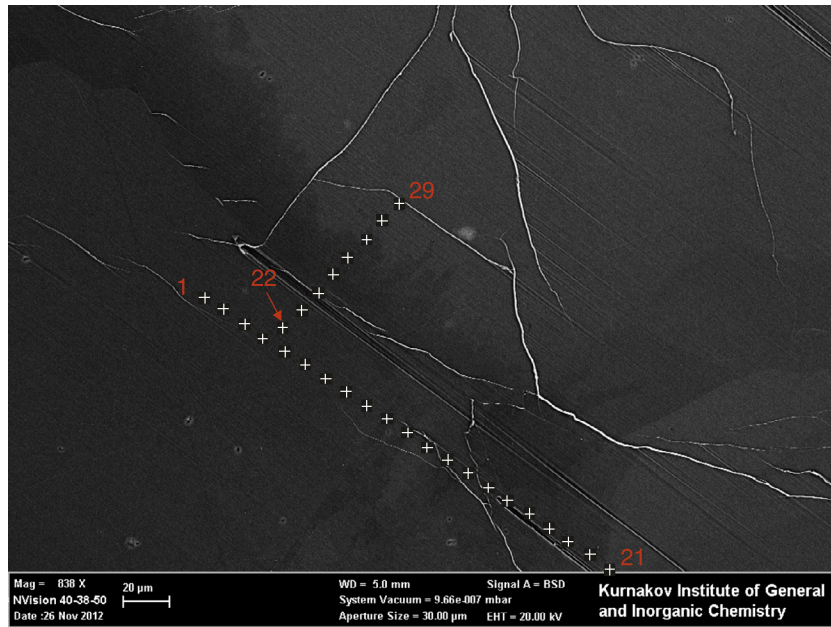 29
1
22
21
Mag = 838 X
20 µm
WD = 5.0 mm
Signal A = BSD
Kurnakov Institute of General
NVision 40-38-50
System Vacuum = 9.66e-007 mbar
and Inorganic Chemistry
Date :26 Nov 2012
Aperture Size = 30.00 µm
EHT = 20.00 kV